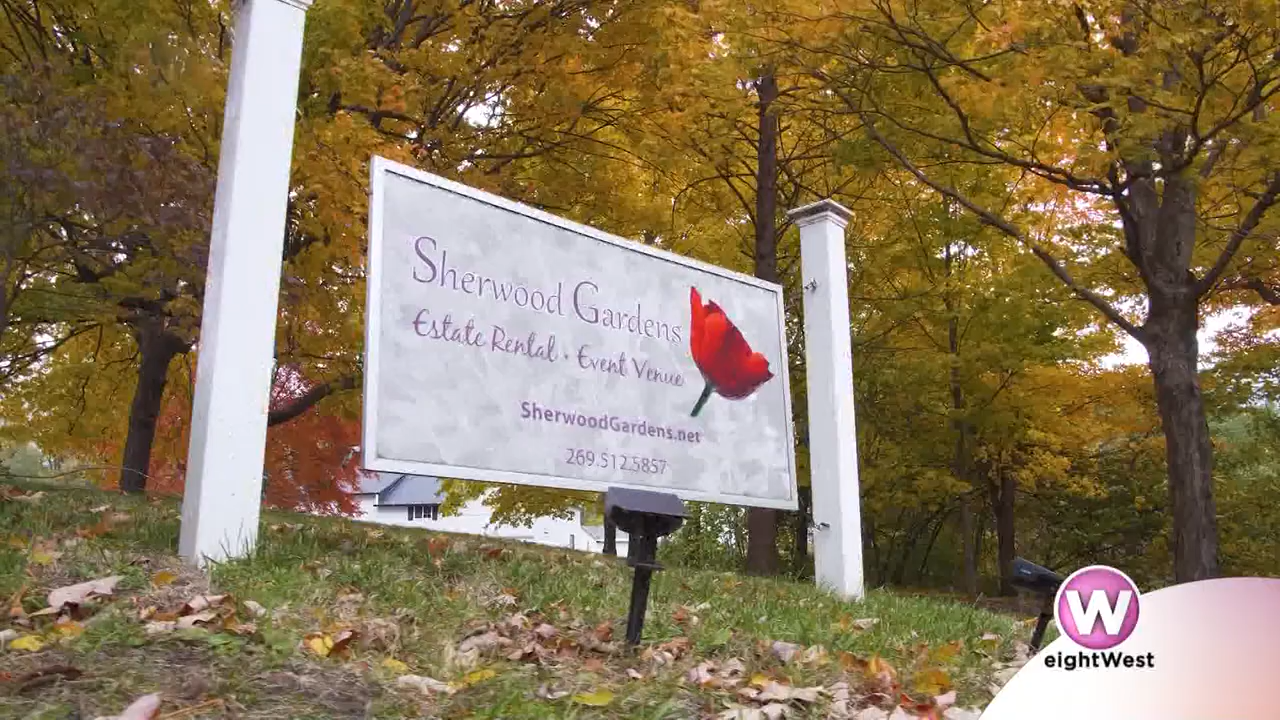 Sherwood Gardens
Estate Rental · Event Venue
SherwoodGardens.net
269.512.5857
W
eightWest